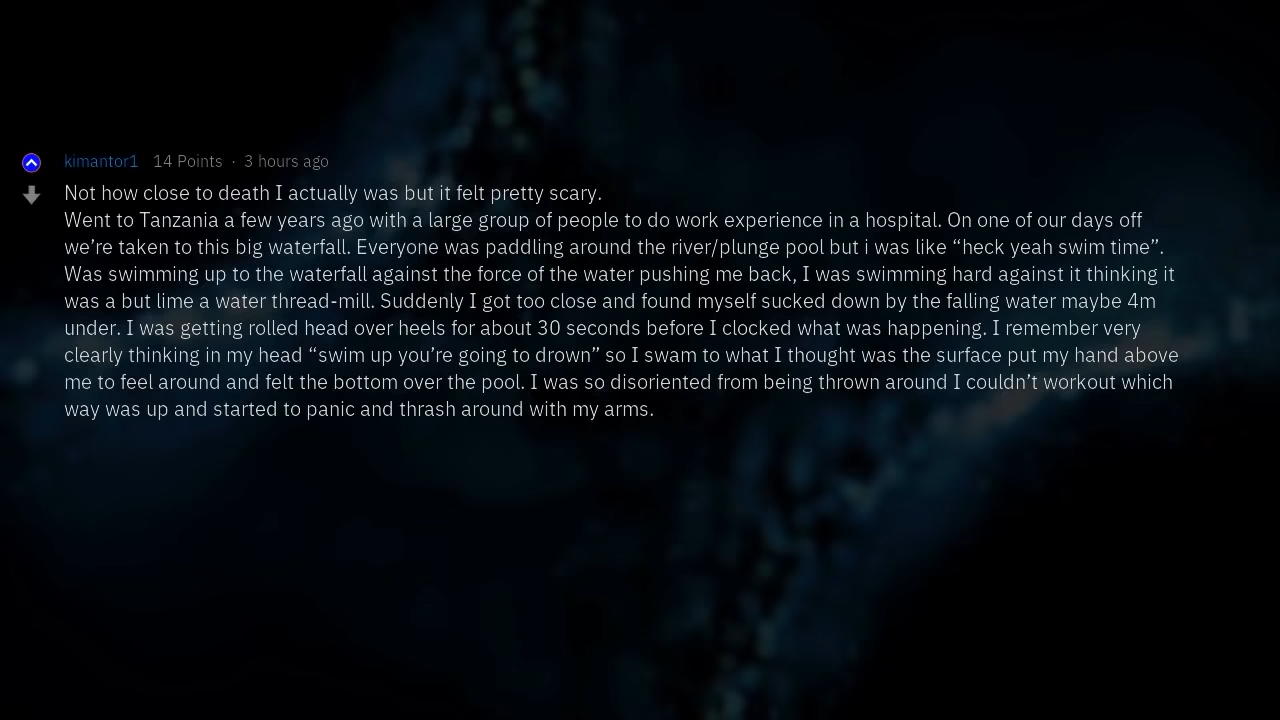 kimantor1 14 Points · 3 hours ago
Not how close to death I actually was but it felt pretty scary.
Went to Tanzania a few years ago with a large group of people to do work experience in a hospital. On one of our days off
we’re taken to this big waterfall. Everyone was paddling around the river/plunge pool but i was like “heck yeah swim time”.
Was swimming up to the waterfall against the force of the water pushing me back, I was swimming hard against it thinking it
was a but lime a water thread-mill. Suddenly I got too close and found myself sucked down by the falling water maybe 4m
under. I was getting rolled head over heels for about 30 seconds before I clocked what was happening. I remember very
clearly thinking in my head “swim up you’re going to drown” so I swam to what I thought was the surface put my hand above
me to feel around and felt the bottom over the pool. I was so disoriented from being thrown around I couldn’t workout which
way was up and started to panic and thrash around with my arms.